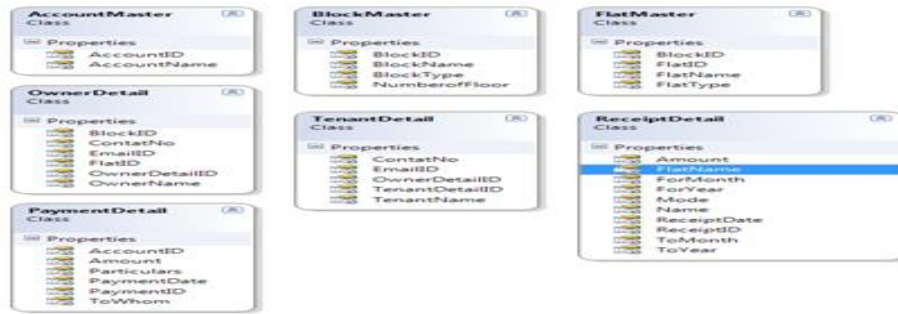 AccountMaster
Class
Properties
AccountID
AccountName
OwnerDetail
Class
Properties
BlockID
ContatNo
EmailID
FlatID
OwnerDetailID
OwnerName
PaymentDetail
Class
Properties
AccountID
Amount
Particulars
PaymentDate
PaymentID
ToWhom
BlockMaster
Class
Properties
BlockID
BlockName
BlockType
NumberofFloor
TenantDetail
Class
Properties
ContatNo
EmailID
OwnerDetailID
TenantDetailID
TenantName
FlatMaster
Class
Properties
BlockID
FlatID
FlatName
FlatType
ReceiptDetail
Class
Properties
Amount
FlatName
ForMonth
ForYear
Mode
Name
ReceiptDate
ReceiptID
ToMonth
ToYear